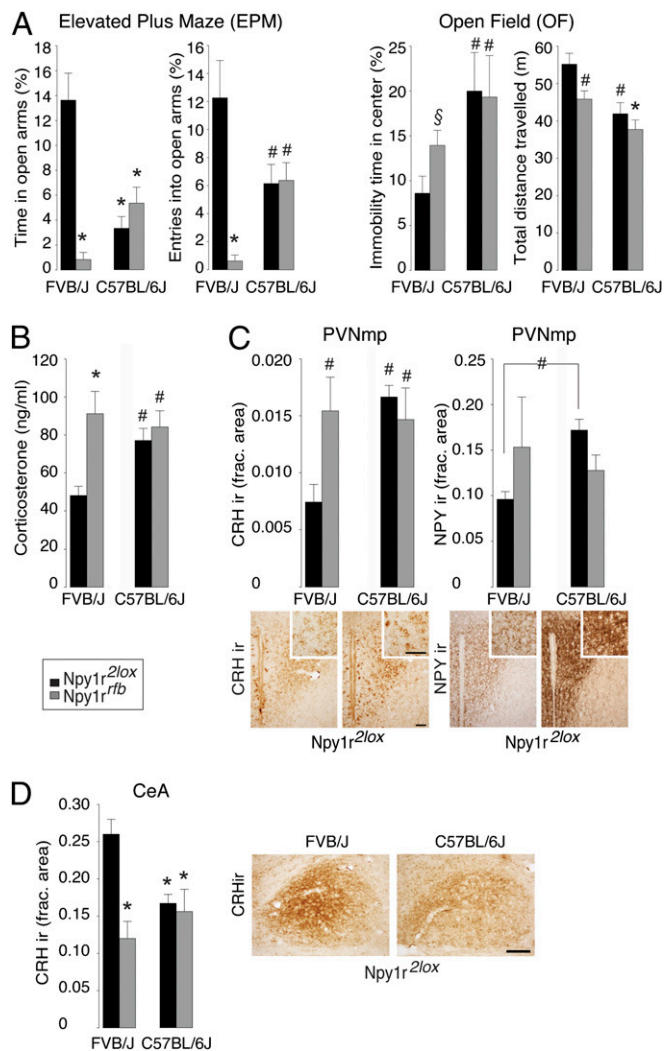 A
Elevated Plus Maze (EPM)
Open Field (OF)
Time in open arms (%)
16
14
12
10
8
6
4
2
0
*
* *
FVB/J
C57BL/6J
Entries into open arms (%)
16
14
12
10
8
6
4
2
0
*
# #
FVB/J
C57BL/6J
Immobility time in center (%)
25
20
15
10
5
0
§
# #
FVB/J
C57BL/6J
Total distance travelled (m)
60
50
40
30
20
10
0
#
# *
FVB/J
C57BL/6J
B
Corticosterone (ng/ml)
120
100
80
60
40
20
0
*
# #
FVB/J
C57BL/6J
Npy1r2lox
Npy1rrfb
C
PVNmp
CRH ir (frac. area)
0.020
0.015
0.010
0.005
0
#
# #
FVB/J
C57BL/6J
CRH ir
Npy1r2lox
PVNmp
NPY ir (frac. area)
0.25
0.20
0.15
0.10
0.05
0
#
FVB/J
C57BL/6J
NPY ir
Npy1r2lox
D
CeA
CRH ir (frac. area)
0.30
0.25
0.20
0.15
0.10
0.05
0
*
* *
FVB/J
C57BL/6J
FVB/J
C57BL/6J
CRHir
Npy1r2lox